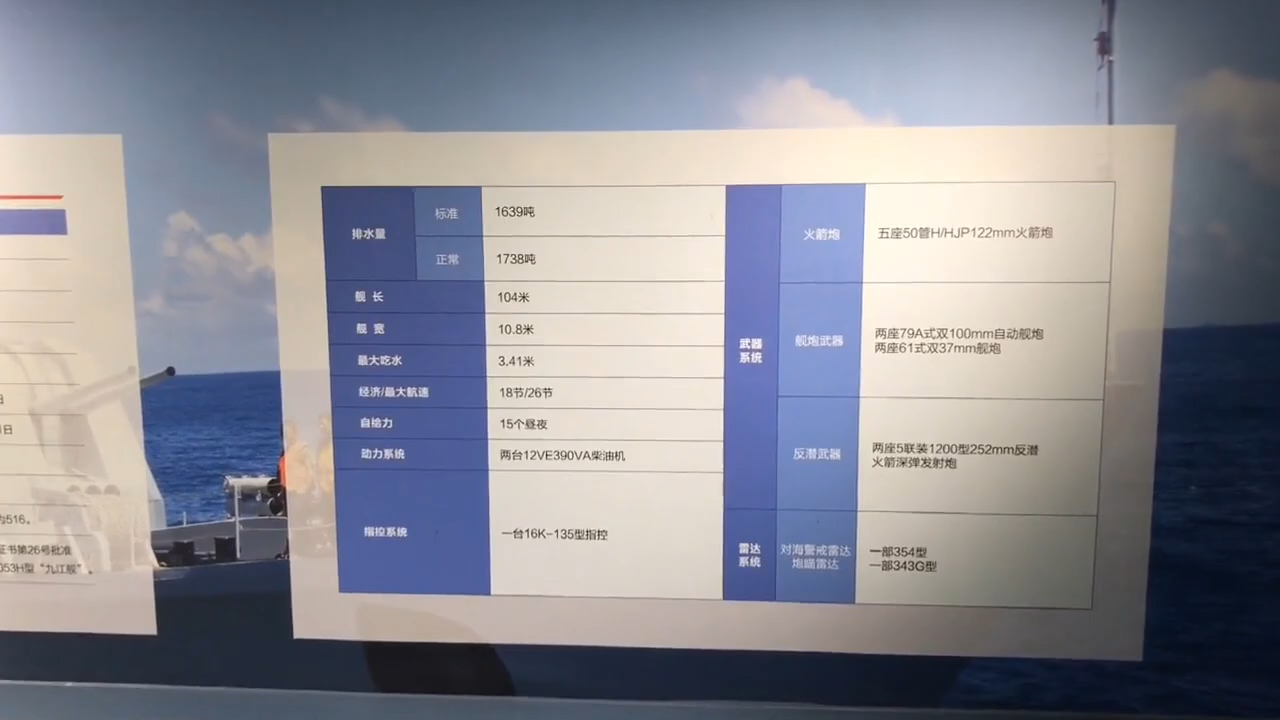 日
日
为516。
证书第26号批准
053H型“九江舰”。
排水量
标准
1639吨
正常
1738吨
舰 长
104米
舰 宽
10.8米
最大吃水
3.41米
经济/最大航速
18节/26节
自给力
15个昼夜
动力系统
两台12VE390VA柴油机
指控系统
一台16K-135型指控
武器
系统
火箭炮
五座50管H/HJP122mm火箭炮
舰炮武器
两座79A式双100mm自动舰炮
两座61式双37mm舰炮
反潜武器
两座5联装1200型252mm反潜
火箭深弹发射炮
雷达
系统
对海警戒雷达
炮瞄雷达
一部354型
一部343G型